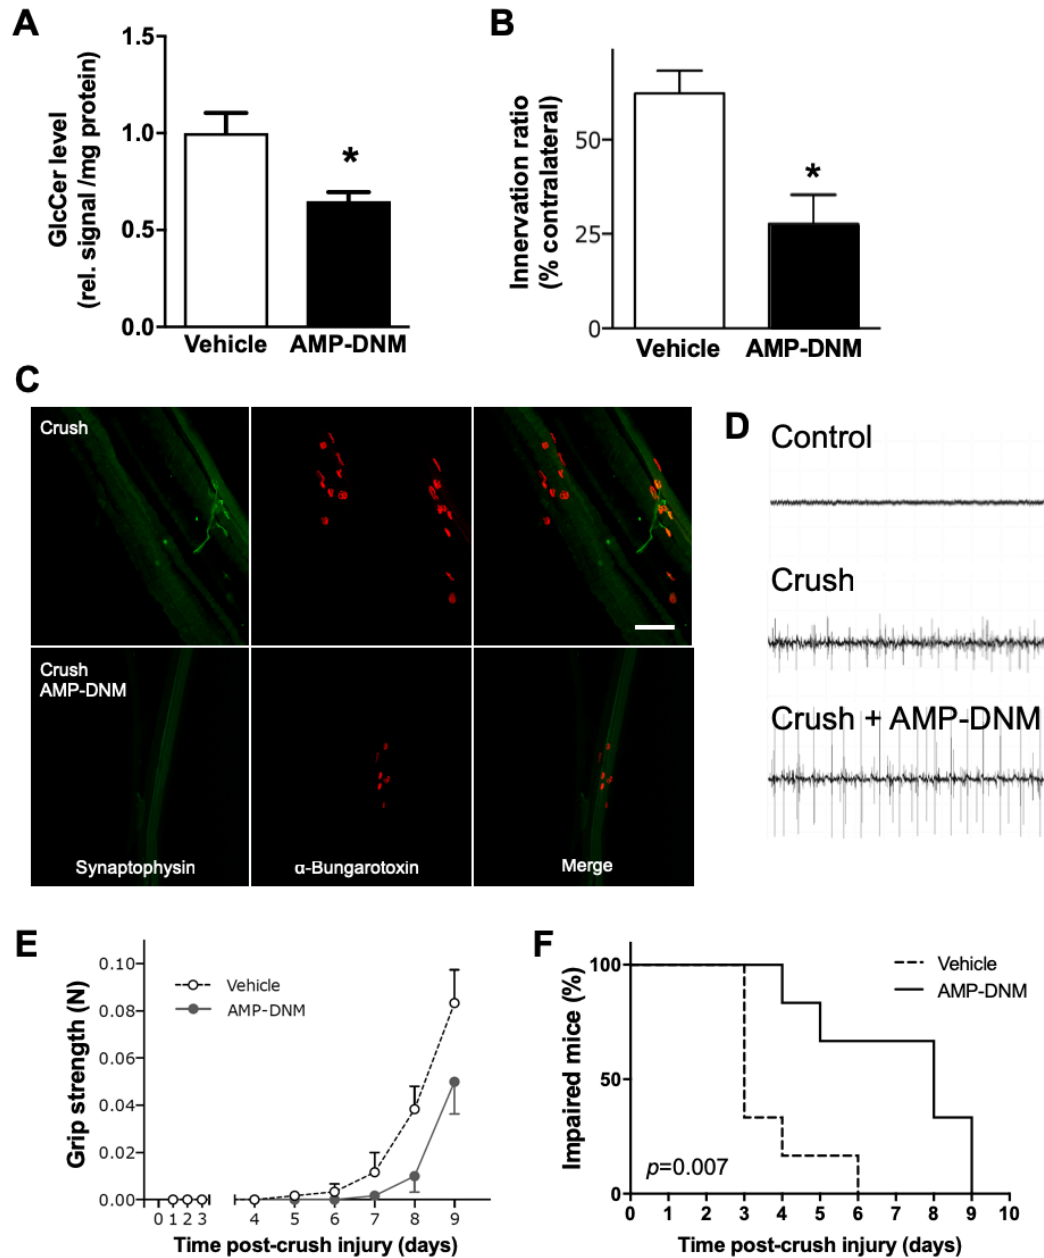 A
GlcCer level
(rel. signal /mg protein)
1.5
1.0
0.5
0.0
*
Vehicle
AMP-DNM
B
Innervation ratio
(% contralateral)
50
25
0
*
Vehicle
AMP-DNM
C
Crush
Crush
AMP-DNM
Synaptophysin
α-Bungarotoxin
Merge
D
Control
Crush
Crush + AMP-DNM
E
Grip strength (N)
0.10
0.08
0.06
0.04
0.02
0.00
Vehicle
AMP-DNM
0 1 2 3 4 5 6 7 8 9
Time post-crush injury (days)
F
Impaired mice (%)
100
50
0
Vehicle
AMP-DNM
p=0.007
0 1 2 3 4 5 6 7 8 9 10
Time post-crush injury (days)